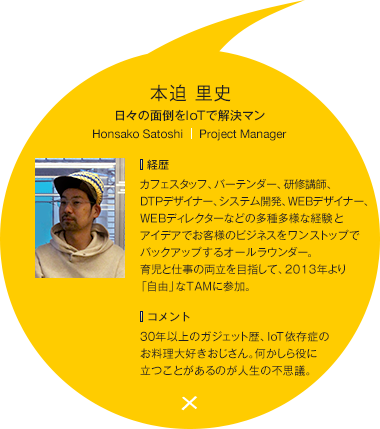 本迫 里史
日々の面倒をIoTで解決マン
Honsako Satoshi | Project Manager
経歴
カフェスタッフ、バーテンダー、研修講師、
DTPデザイナー、システム開発、WEBデザイナー、
WEBディレクターなどの多種多様な経験と
アイデアでお客様のビジネスをワンストップで
バックアップするオールラウンダー。
育児と仕事の両立を目指して、2013年より
「自由」なTAMに参加。
コメント
30年以上のガジェット歴、IoT依存症の
お料理大好きおじさん。何かしら役に
立つことがあるのが人生の不思議。